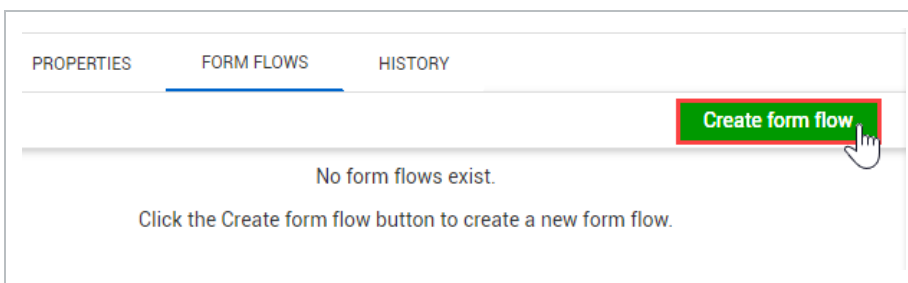 PROPERTIES FORM FLOWS HISTORY
Create form flow
No form flows exist.
Click the Create form flow button to create a new form flow.